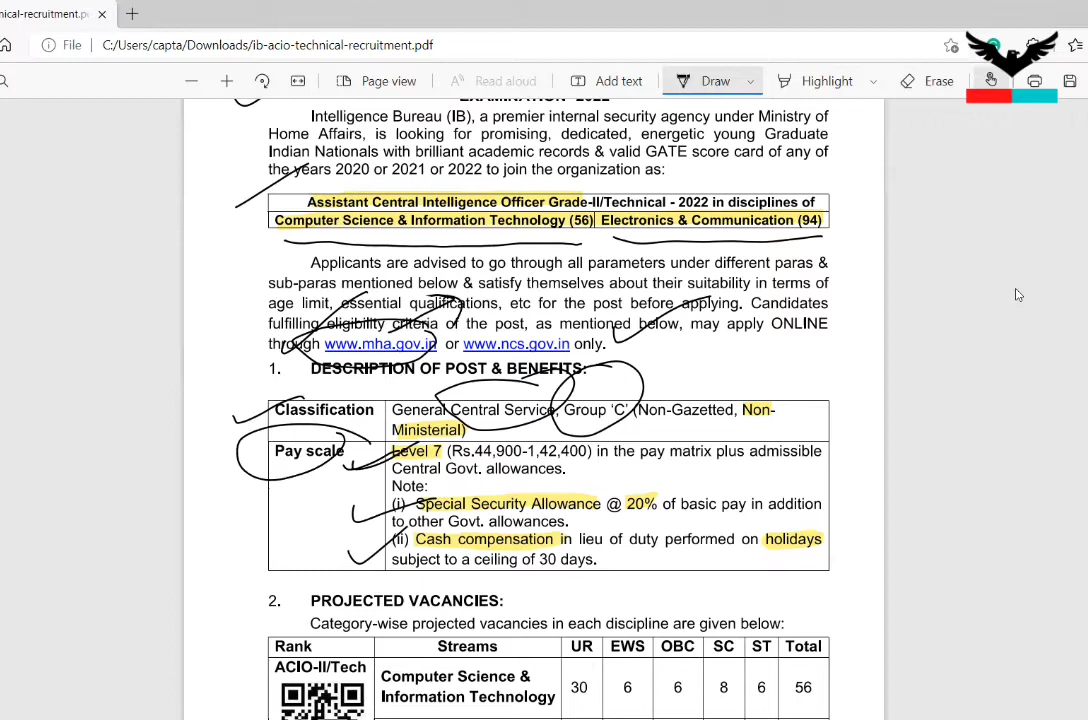 nical-recruitment.p
File C:/Users/capta/Downloads/ib-acio-technical-recruitment.pdf
Page view Read aloud Add text Draw Highlight Erase
EXAMINATION-2022
Intelligence Bureau (IB), a premier internal security agency under Ministry of
Home Affairs, is looking for promising, dedicated, energetic young Graduate
Indian Nationals with brilliant academic records & valid GATE score card of any of
the years 2020 or 2021 or 2022 to join the organization as:
Assistant Central Intelligence Officer Grade-II/Technical - 2022 in disciplines of
Computer Science & Information Technology (56) Electronics & Communication (94)
Applicants are advised to go through all parameters under different paras &
sub-paras mentioned below & satisfy themselves about their suitability in terms of
age limit, essential qualifications, etc for the post before applying. Candidates
fulfilling eligibility criteria of the post, as mentioned below, may apply ONLINE
through www.mha.gov.in or www.ncs.gov.in only.
1. DESCRIPTION OF POST & BENEFITS:
Classification General Central Service, Group ‘C’ (Non-Gazetted, Non-
Ministerial)
Pay scale Level 7 (Rs.44,900-1,42,400) in the pay matrix plus admissible
Central Govt. allowances.
Note:
(i) Special Security Allowance @ 20% of basic pay in addition
to other Govt. allowances.
(ii) Cash compensation in lieu of duty performed on holidays
subject to a ceiling of 30 days.
2. PROJECTED VACANCIES:
Category-wise projected vacancies in each discipline are given below:
Rank Streams UR EWS OBC SC ST Total
ACIO-II/Tech Computer Science &
Information Technology 30 6 6 8 6 56